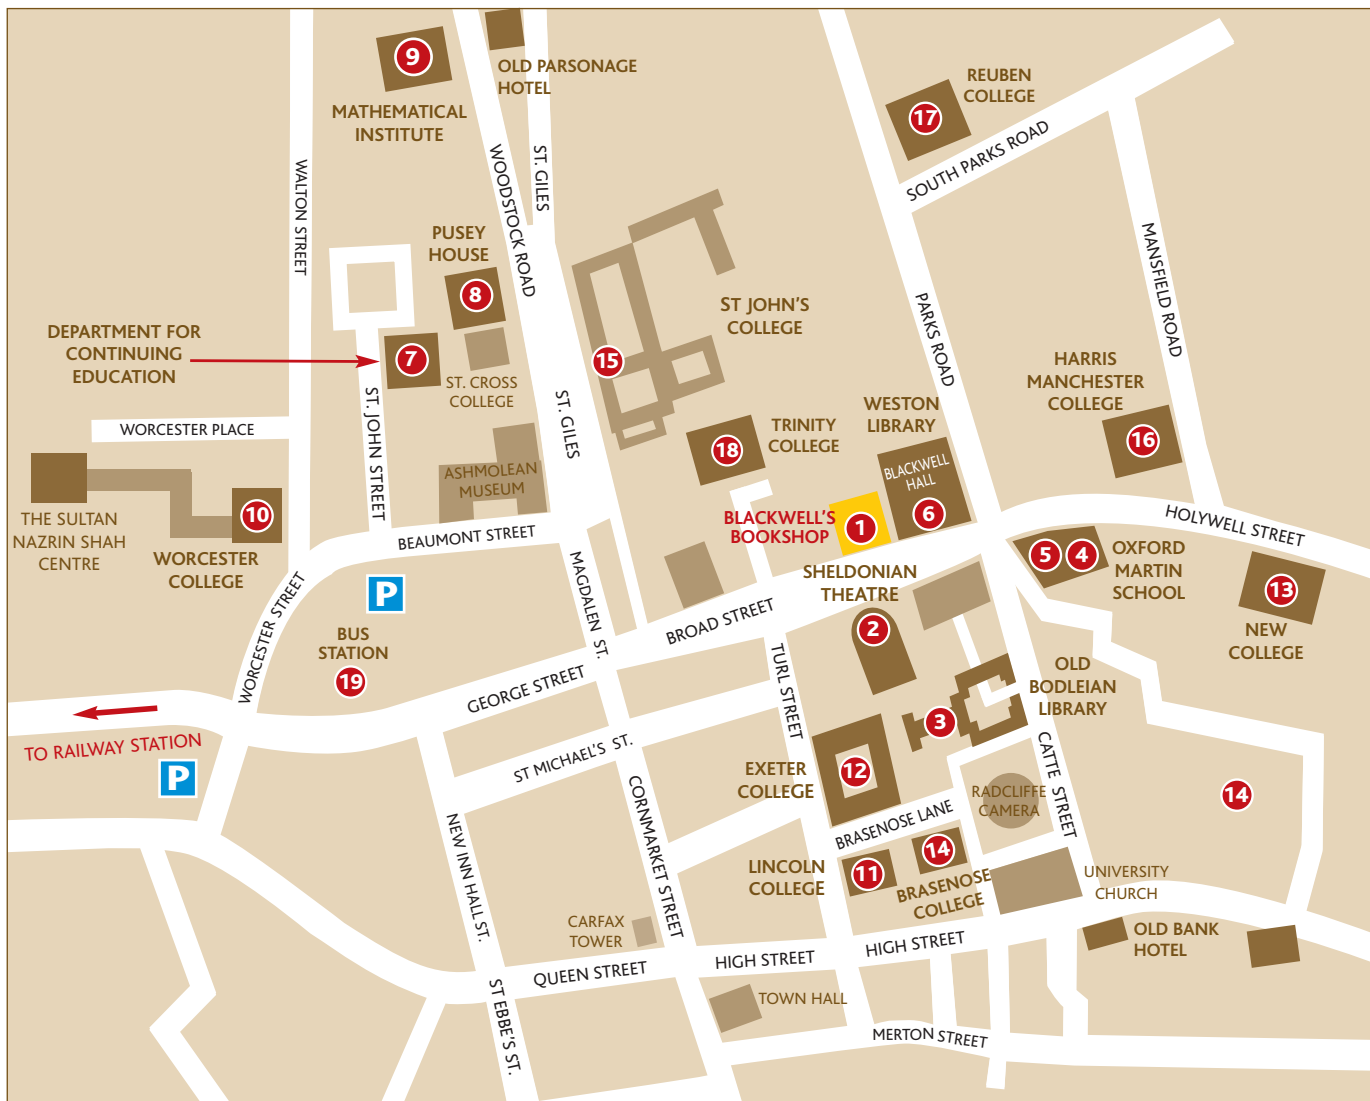 9
MATHEMATICAL
INSTITUTE
OLD PARSONAGE
HOTEL
REUBEN
COLLEGE
17
SOUTH PARKS ROAD
WALTON STREET
WOODSTOCK ROAD
ST. GILES
MANSFIELD ROAD
PUSEY
HOUSE
8
ST JOHN'S
COLLEGE
PARKS ROAD
DEPARTMENT FOR
CONTINUING
EDUCATION
7
ST. CROSS
COLLEGE
15
HARRIS
MANCHESTER
COLLEGE
16
WORCESTER PLACE
ST. JOHN STREET
ST. GILES
18
TRINITY
COLLEGE
WESTON
LIBRARY
BLACKWELL
HALL
6
ASHMOLEAN
MUSEUM
THE SULTAN
NAZRIN SHAH
CENTRE
10
WORCESTER
COLLEGE
BEAUMONT STREET
BLACKWELL'S
BOOKSHOP
1
HOLYWELL STREET
5
4
OXFORD
MARTIN
SCHOOL
13
NEW
COLLEGE
P
MAGDALEN ST.
SHELDONIAN
THEATRE
2
BROAD STREET
WORCESTER STREET
BUS
STATION
19
GEORGE STREET
TURL STREET
OLD
BODLEIAN
LIBRARY
3
TO RAILWAY STATION
P
ST MICHAEL'S ST.
EXETER
COLLEGE
12
CATTE STREET
RADCLIFFE
CAMERA
14
NEW INN HALL ST.
CORNMARKET STREET
BRASENOSE LANE
LINCOLN
COLLEGE
11
14
BRASENOSE
COLLEGE
UNIVERSITY
CHURCH
CARFAX
TOWER
OLD BANK
HOTEL
QUEEN STREET
HIGH STREET
HIGH STREET
ST EBBE'S ST.
TOWN HALL
MERTON STREET